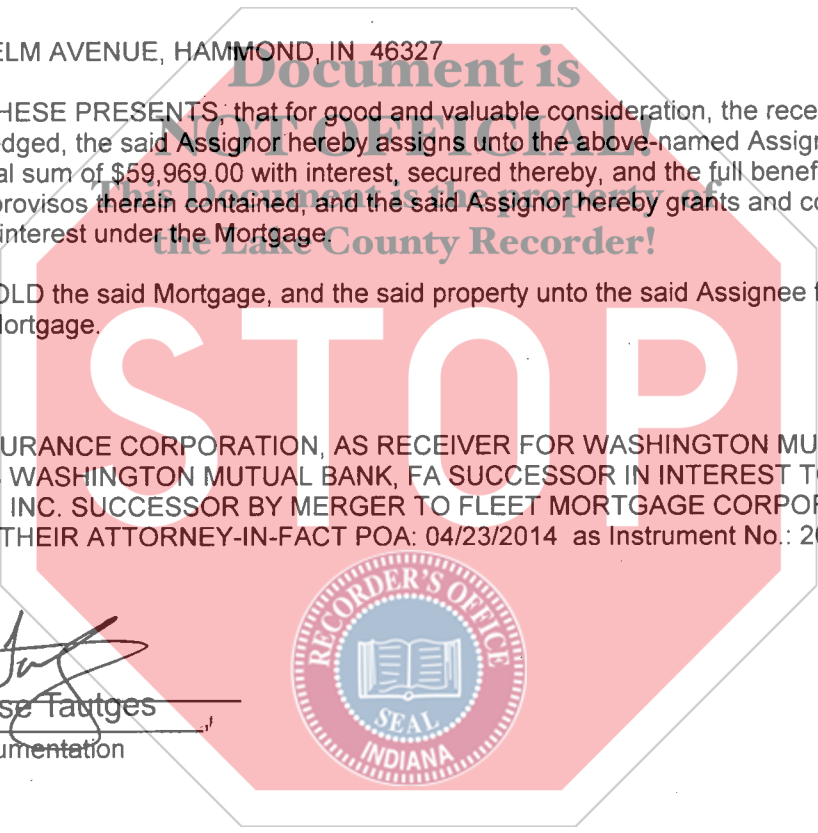 ELM AVENUE, HAMMOND, IN 46327
Document is
HESE PRESENTS, that for good and valuable consideration, the rece
NOT OFFICIAL!
dged, the said Assignor hereby assigns unto the above-named Assign
al sum of $59,969.00 with interest, secured thereby, and the full benef
This Document is the property of
provisos therein contained, and the said Assignor hereby grants and co
interest under the Mortgage.
the Lake County Recorder!
OLD the said Mortgage, and the said property unto the said Assignee f
Mortgage.
STOP
URANCE CORPORATION, AS RECEIVER FOR WASHINGTON MU
WASHINGTON MUTUAL BANK, FA SUCCESSOR IN INTEREST TO
INC. SUCCESSOR BY MERGER TO FLEET MORTGAGE CORPOR
THEIR ATTORNEY-IN-FACT POA: 04/23/2014 as Instrument No.: 20
RECORDER'S OFFICE
SEAL
INDIANA
se Tautges
umentation